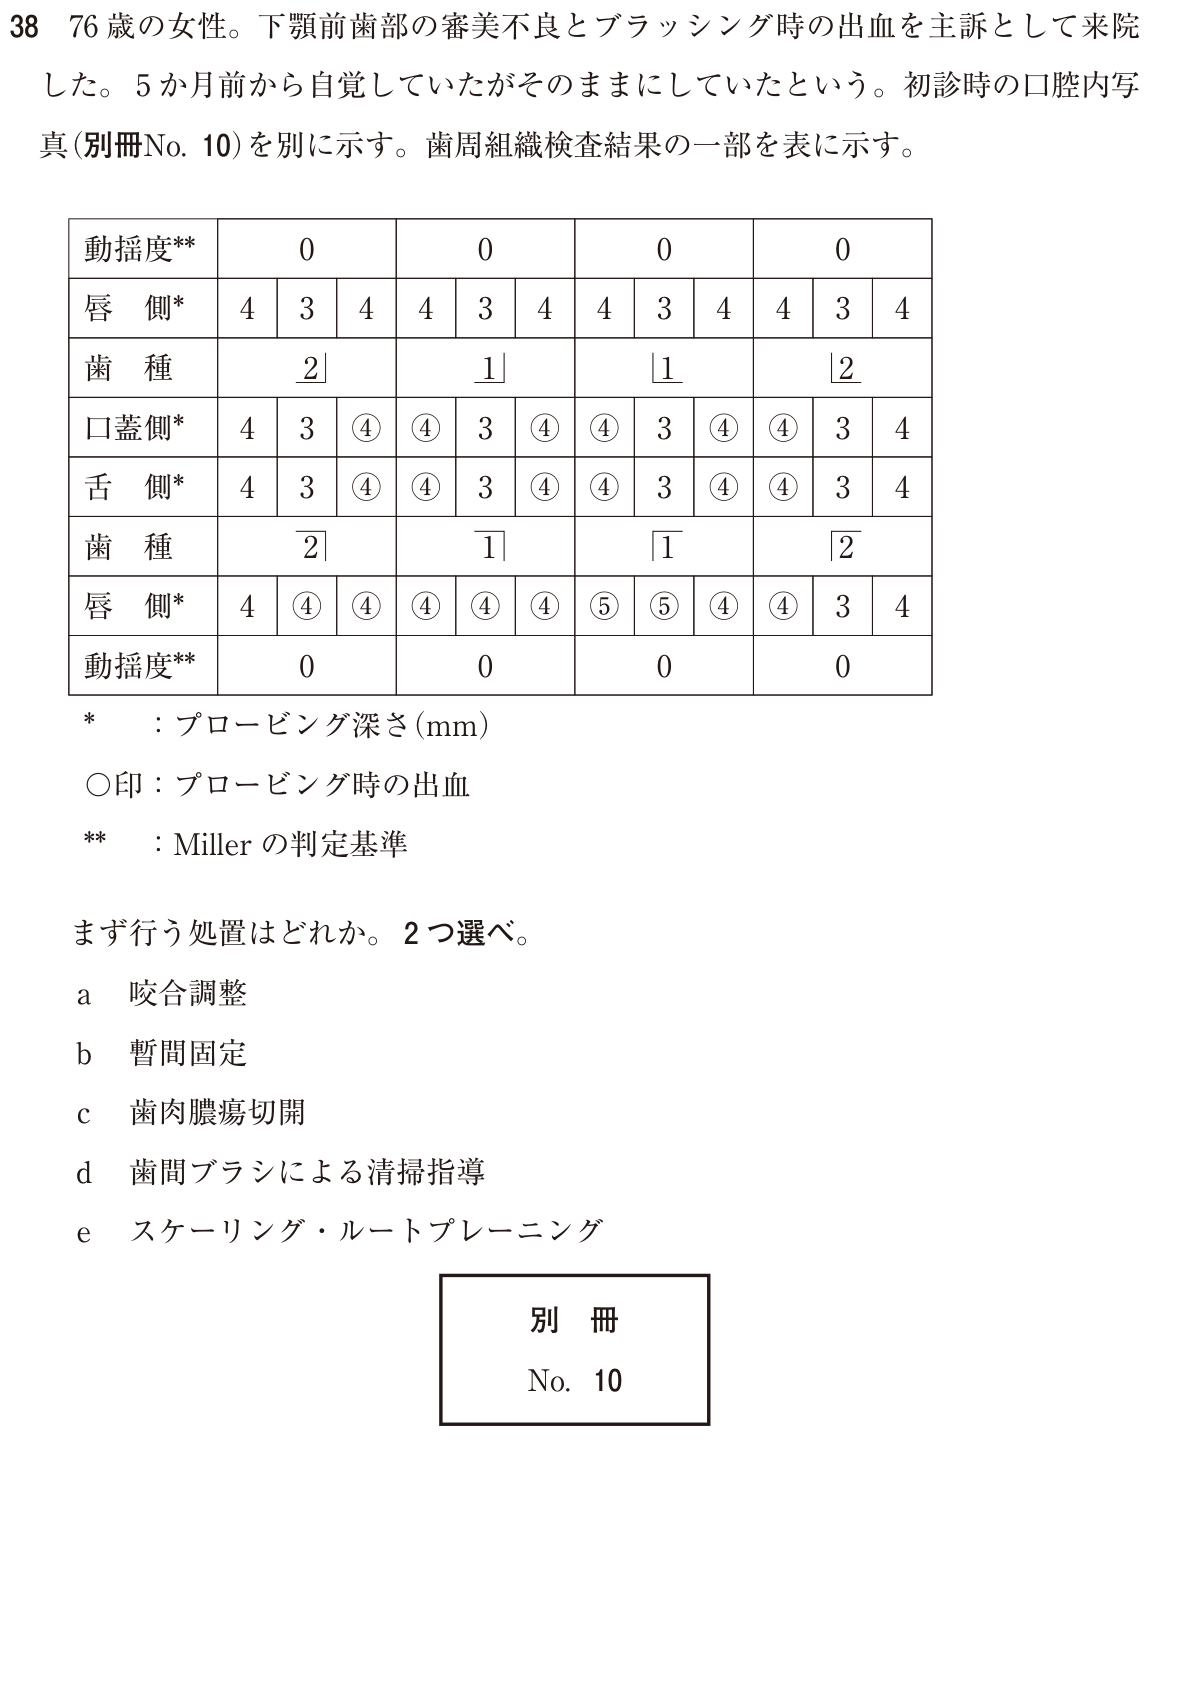 38 76歳の女性。下顎前歯部の審美不良とブラッシング時の出血を主訴として来院
した。5か月前から自覚していたがそのままにしていたという。初診時の口腔内写
真(別冊No. 10)を別に示す。歯周組織検査結果の一部を表に示す。
動揺度** 0 0 0 0
唇 側* 4 3 4 4 3 4 4 3 4 4 3 4
歯 種 2 1 1 2
口蓋側* 4 3 ④ ④ 3 ④ ④ 3 ④ ④ 3 4
舌 側* 4 3 ④ ④ 3 ④ ④ 3 ④ ④ 3 4
歯 種 2 1 1 2
唇 側* 4 ④ ④ ④ ④ ④ ⑤ ⑤ ④ ④ 3 4
動揺度** 0 0 0 0
* :プロービング深さ(mm)
○印:プロービング時の出血
** :Miller の判定基準
まず行う処置はどれか。2つ選べ。
a 咬合調整
b 暫間固定
c 歯肉膿瘍切開
d 歯間ブラシによる清掃指導
e スケーリング・ルートプレーニング
別 冊
No. 10